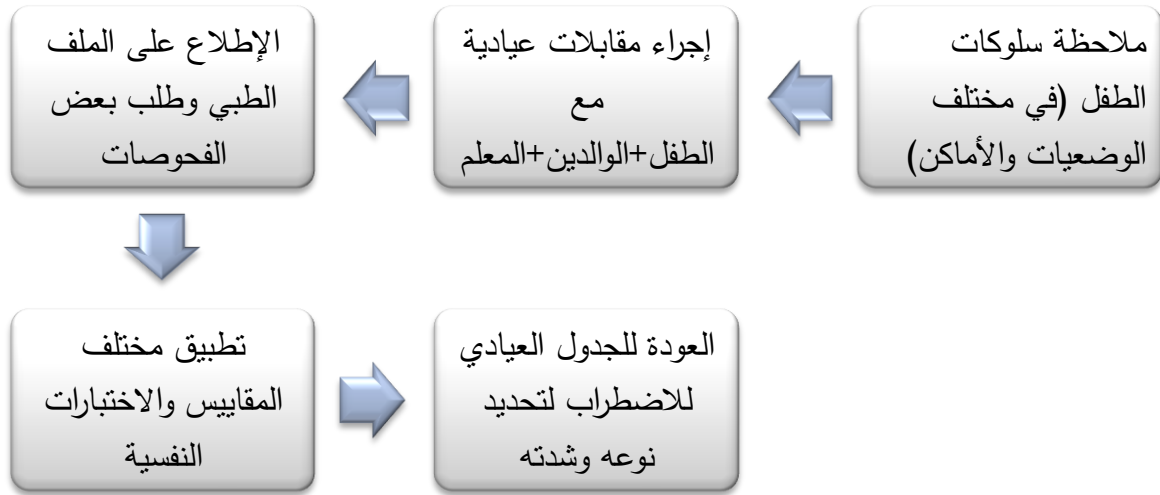 ملاحظة سلوكات
الطفل (في مختلف
الوضعيات والأماكن)
إجراء مقابلات عيادية
مع
الطفل+الوالدين+المعلم
الإطلاع على الملف
الطبي وطلب بعض
الفحوصات
تطبيق مختلف
المقاييس والاختبارات
النفسية
العودة للجدول العيادي
للاضطراب لتحديد
نوعه وشدته